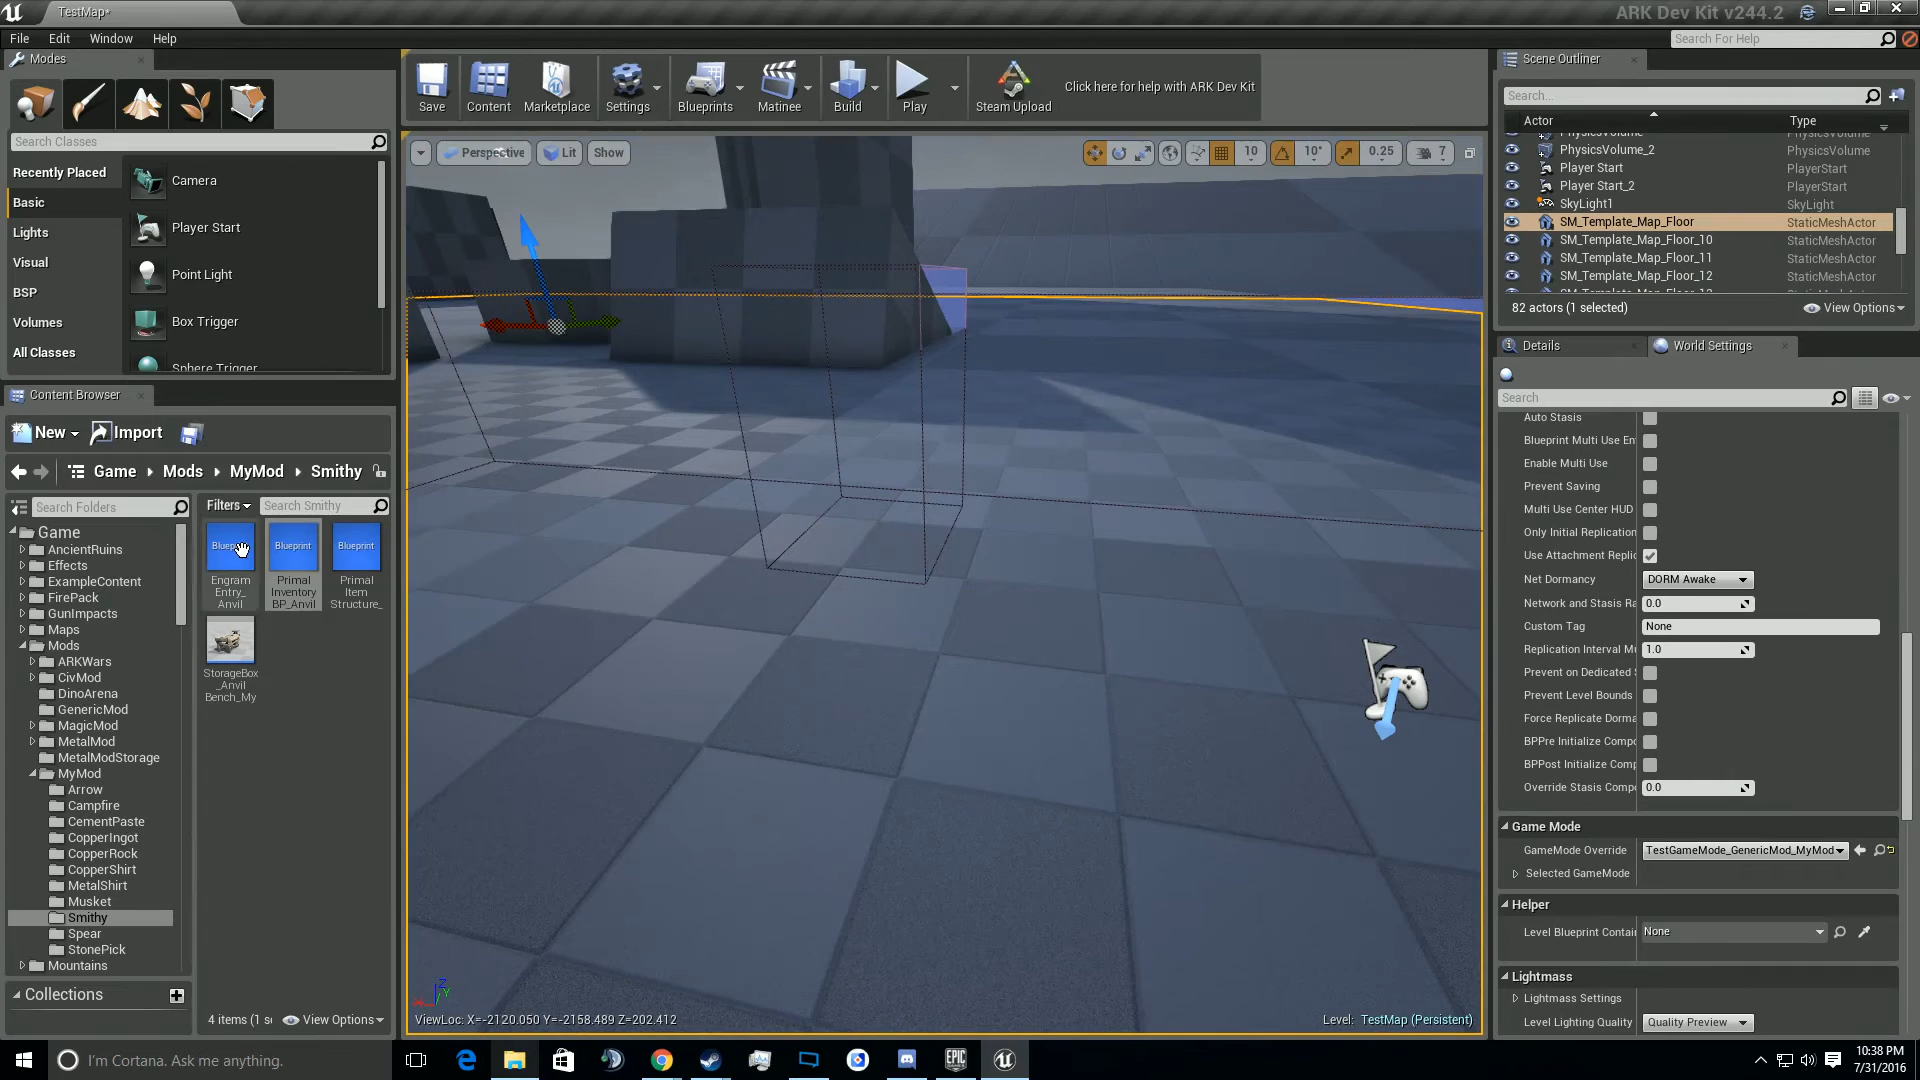 TestMap*
ARK Dev Kit v244.2
File Edit Window Help
Search For Help
Modes
Search Classes
Recently Placed
Basic
Lights
Visual
BSP
Volumes
All Classes
Camera
Player Start
Point Light
Box Trigger
Sphere Trigger
Save Content Marketplace Settings Blueprints Matinee Build Play Steam Upload
Click here for help with ARK Dev Kit
Perspective Lit Show
10 10° 0.25 7
Content Browser
New Import
Game Mods MyMod Smithy
Search Folders
Filters
Search Smithy
Game
AncientRuins
Effects
ExampleContent
FirePack
GunImpacts
Maps
Mods
ARKWars
CivMod
DinoArena
GenericMod
MagicMod
MetalMod
MetalModStorage
MyMod
Arrow
Campfire
CementPaste
CopperIngot
CopperRock
CopperShirt
MetalShirt
Musket
Smithy
Spear
StonePick
Mountains
Collections
Blueprint
Engram
Entry_
Anvil
Blueprint
Primal
Inventory
BP_Anvil
Blueprint
Primal
Item
Structure_
StorageBox
_Anvil
Bench_My
4 items (1 se
View Options
ViewLoc: X=-2120.050 Y=-2158.489 Z=202.412
Level: TestMap (Persistent)
Scene Outliner
Search...
Actor Type
PhysicsVolume PhysicsVolume
PhysicsVolume_2 PhysicsVolume
Player Start PlayerStart
Player Start_2 PlayerStart
SkyLight1 SkyLight
SM_Template_Map_Floor StaticMeshActor
SM_Template_Map_Floor_10 StaticMeshActor
SM_Template_Map_Floor_11 StaticMeshActor
SM_Template_Map_Floor_12 StaticMeshActor
82 actors (1 selected)
View Options
Details
World Settings
Search
Auto Stasis
Blueprint Multi Use En
Enable Multi Use
Prevent Saving
Multi Use Center HUD
Only Initial Replication
Use Attachment Replic
Net Dormancy DORM Awake
Network and Stasis Ra 0.0
Custom Tag None
Replication Interval Mu 1.0
Prevent on Dedicated S
Prevent Level Bounds
Force Replicate Dorma
BPPre Initialize Compo
BPPost Initialize Comp
Override Stasis Compo 0.0
Game Mode
GameMode Override TestGameMode_GenericMod_MyMod
Selected GameMode
Helper
Level Blueprint Contain None
Lightmass
Lightmass Settings
Level Lighting Quality Quality Preview
I'm Cortana. Ask me anything.
EPIC
10:38 PM
7/31/2016